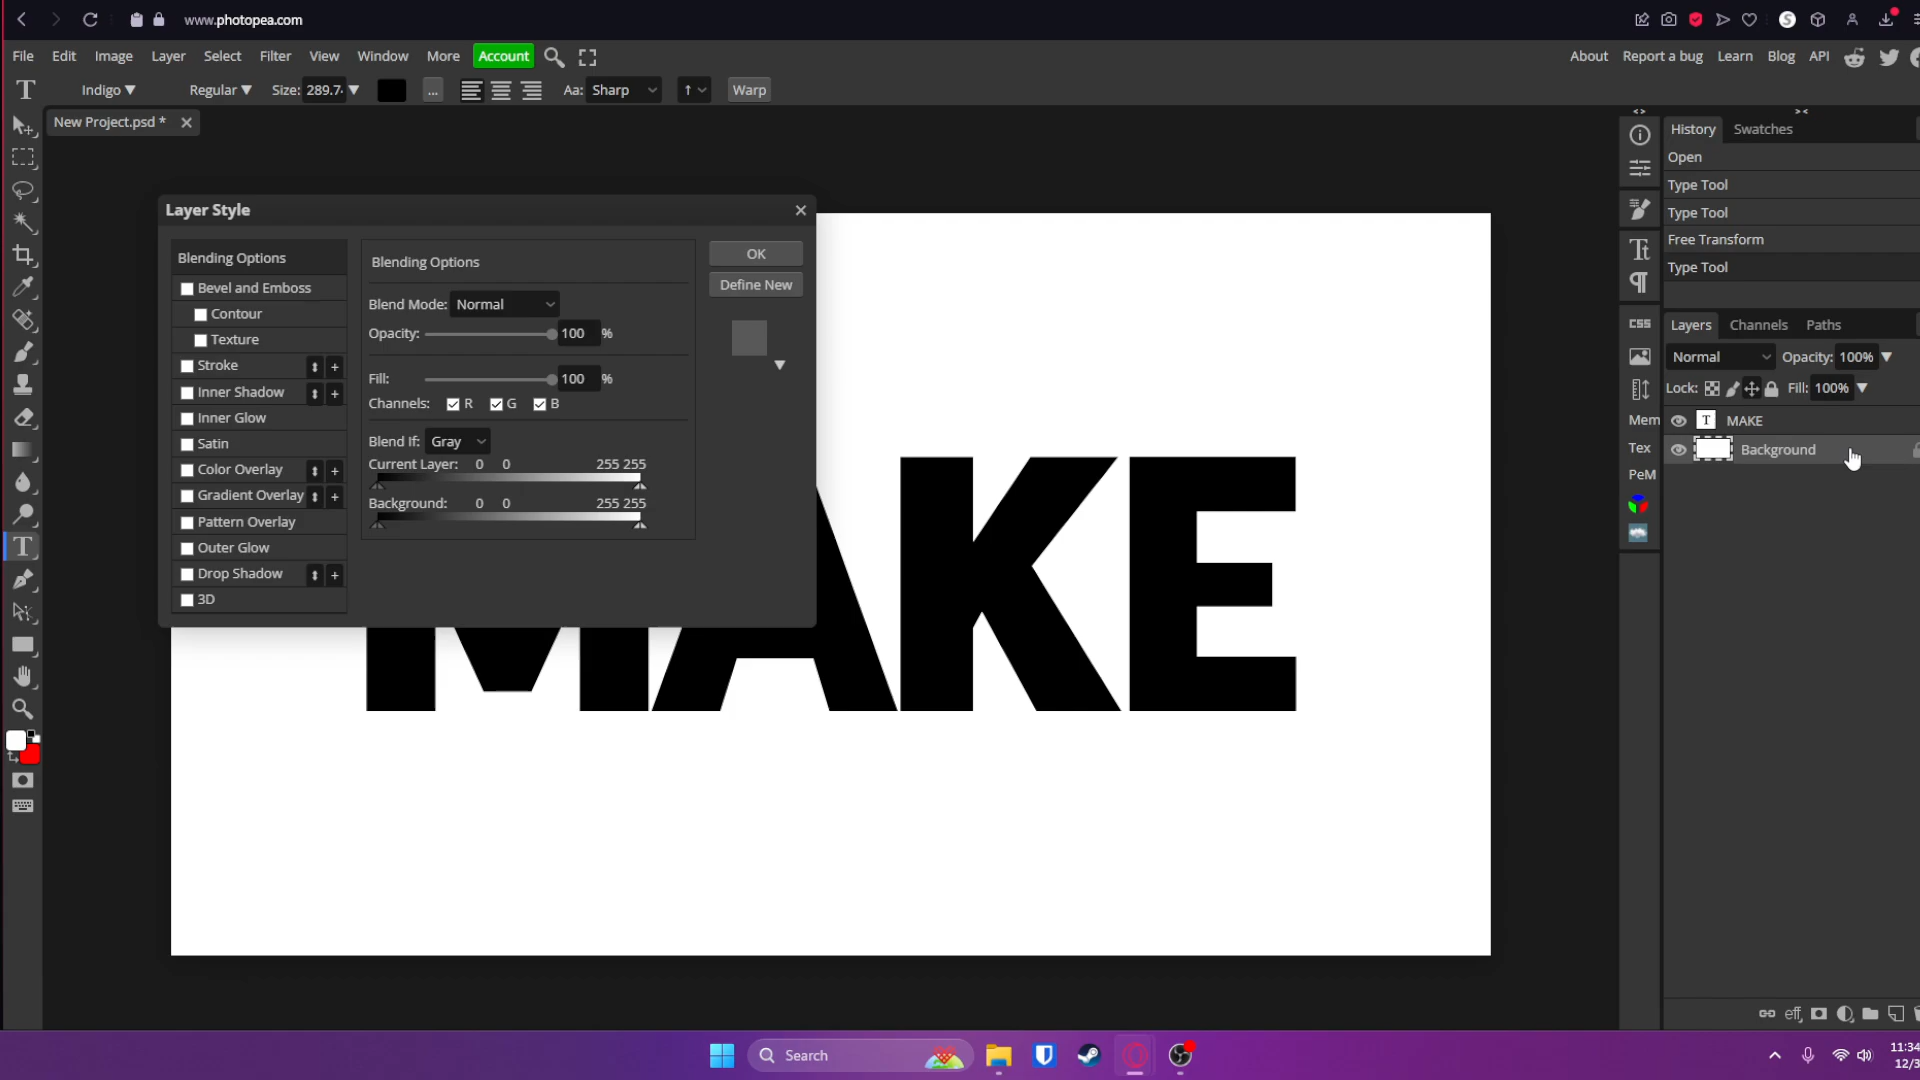 www.photopea.com
File Edit Image Layer Select Filter View Window More Account
About Report a bug Learn Blog API
T Indigo ▼ Regular ▼ Size: 289.7 ▼ ... Aa: Sharp Warp
New Project.psd *
History Swatches
Open
Type Tool
Type Tool
Free Transform
Type Tool
Layer Style
Blending Options
Bevel and Emboss
Contour
Texture
Stroke +
Inner Shadow +
Inner Glow
Satin
Color Overlay +
Gradient Overlay +
Pattern Overlay
Outer Glow
Drop Shadow +
3D
Blending Options
Blend Mode: Normal
Opacity: 100 %
Fill: 100 %
Channels: R G B
Blend If: Gray
Current Layer: 0 0 255 255
Background: 0 0 255 255
OK
Define New
CSS
Mem
Tex
PeM
Layers Channels Paths
Normal Opacity: 100% ▼
Lock: Fill: 100% ▼
T MAKE
Background
MAKE
eff
Search
11:34
12/3